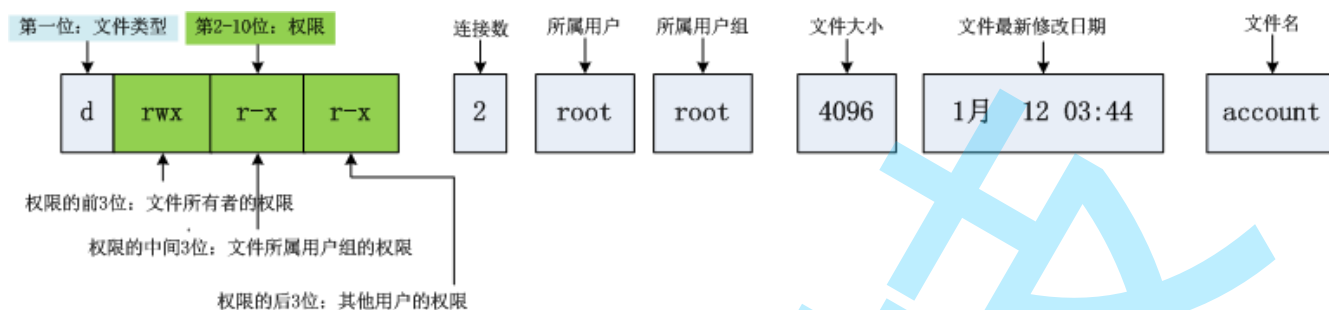 第一位：文件类型 第2-10位：权限 连接数 所属用户 所属用户组 文件大小 文件最新修改日期 文件名
d rwx r-x r-x 2 root root 4096 1月 12 03:44 account
权限的前3位：文件所有者的权限
权限的中间3位：文件所属用户组的权限
权限的后3位：其他用户的权限